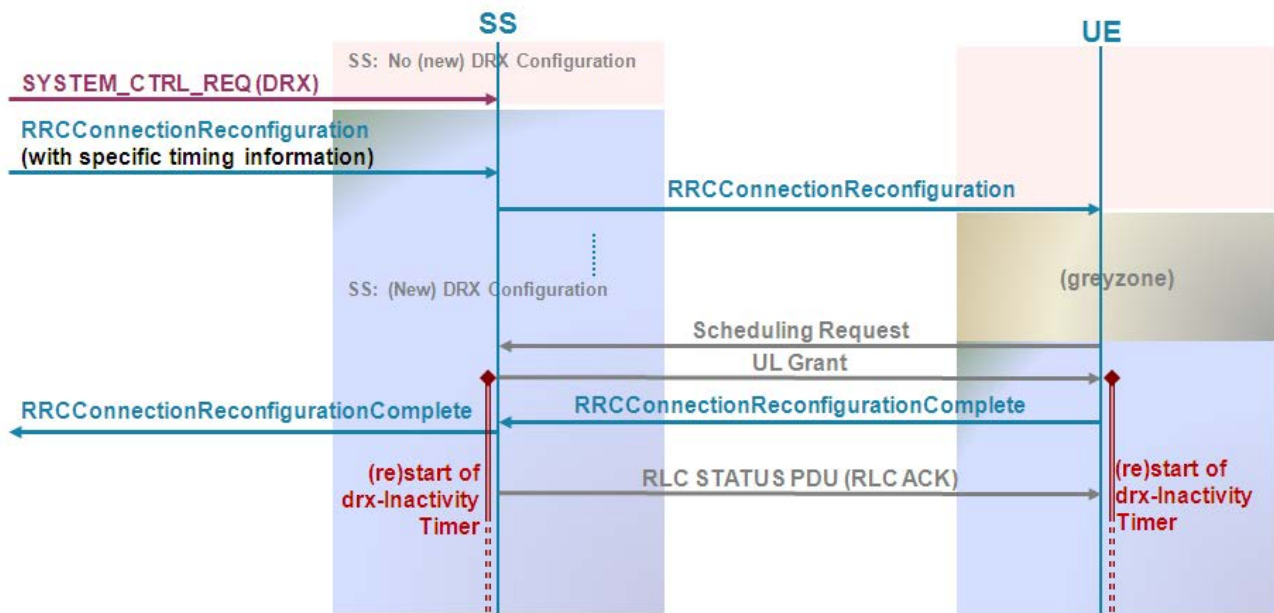 SS
UE
SS: No (new) DRX Configuration
SYSTEM_CTRL_REQ (DRX)
RRCConnectionReconfiguration
(with specific timing information)
RRCConnectionReconfiguration
SS: (New) DRX Configuration
(greyzone)
Scheduling Request
UL Grant
RRCConnectionReconfigurationComplete
RRCConnectionReconfigurationComplete
(re)start of
drx-Inactivity
Timer
RLC STATUS PDU (RLC ACK)
(re)start of
drx-Inactivity
Timer